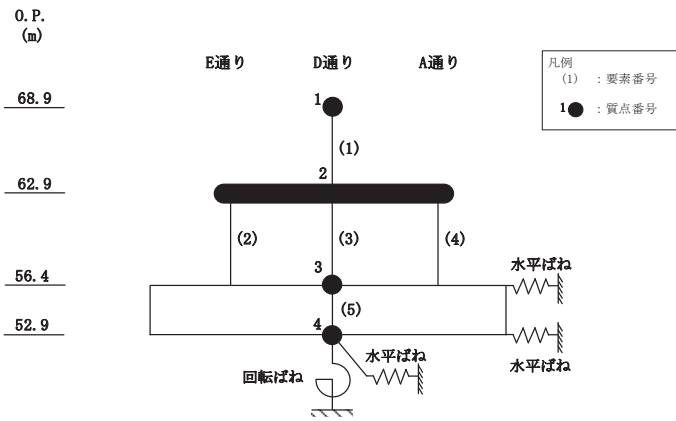 O.P.
(m)
E通り D通り A通り
凡例
(1) :要素番号
1● :質点番号
68.9
1
(1)
62.9
2
(2)
(3)
(4)
56.4
3
水平ばね
(5)
52.9
4
水平ばね
水平ばね
回転ばね